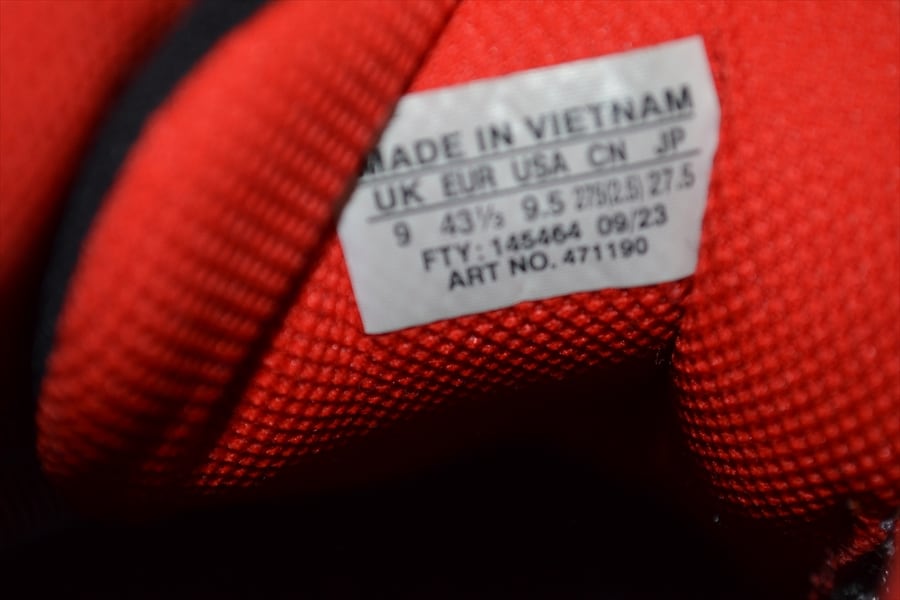 MADE IN VIETNAM
UK EUR USA CN JP
9 43⅓ 9.5 275(2.5) 27.5
FTY: 145464 09/23
ART NO. 471190